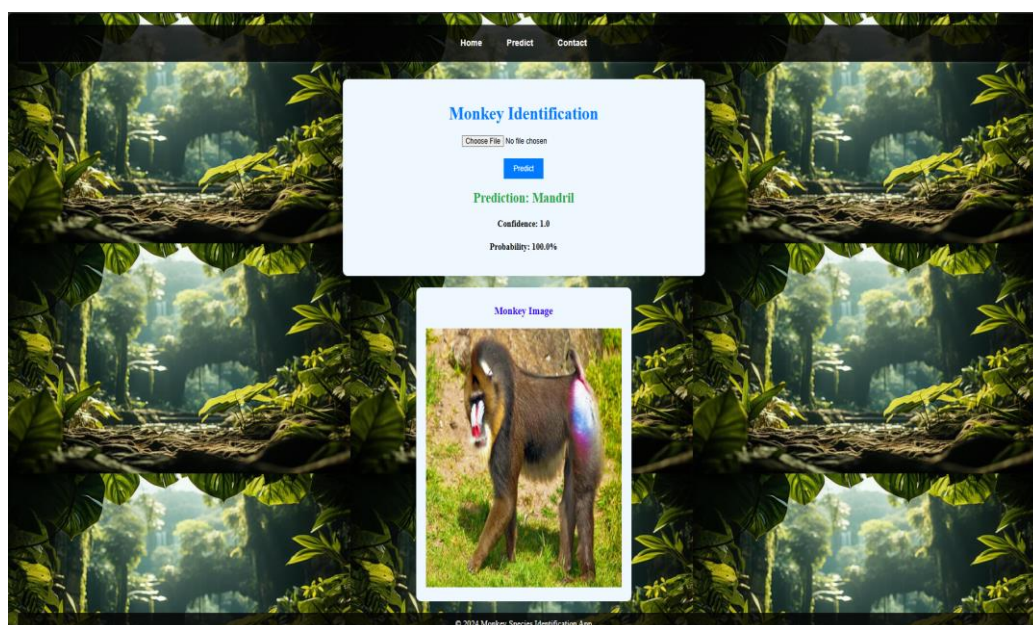 Home Predict Contact
Monkey Identification
Choose File No file chosen
Predict
Prediction: Mandril
Confidence: 1.0
Probability: 100.0%
Monkey Image
© 2024 Monkey Species Identification App